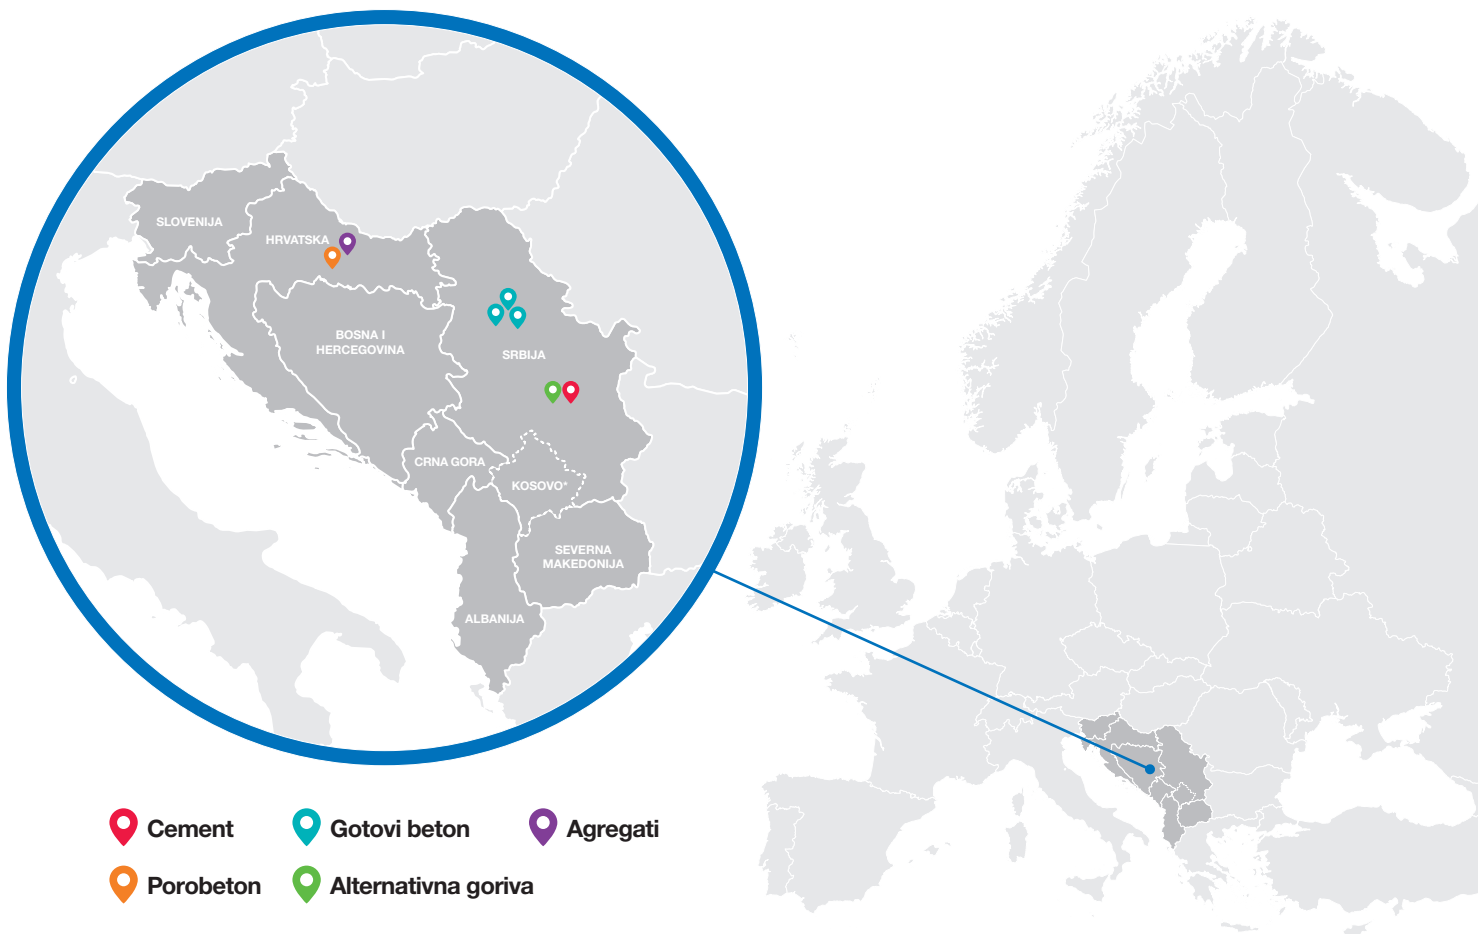 SLOVENIJA
HRVATSKA
BOSNA I
HERCEGOVINA
SRBIJA
CRNA GORA
KOSOVO*
SEVERNA
MAKEDONIJA
ALBANIJA
Cement
Gotovi beton
Agregati
Porobeton
Alternativna goriva